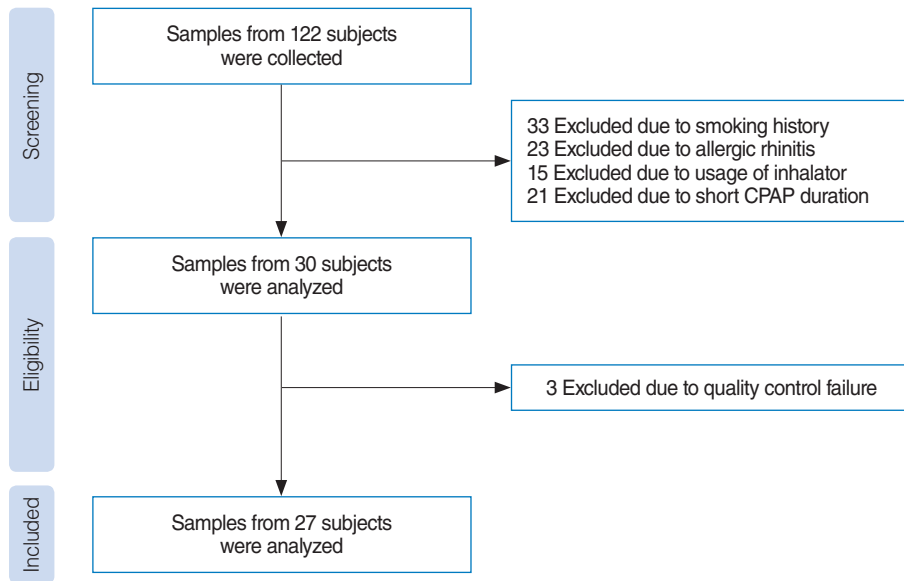 Screening
Samples from 122 subjects
were collected
33 Excluded due to smoking history
23 Excluded due to allergic rhinitis
15 Excluded due to usage of inhalator
21 Excluded due to short CPAP duration
Eligibility
Samples from 30 subjects
were analyzed
3 Excluded due to quality control failure
Included
Samples from 27 subjects
were analyzed